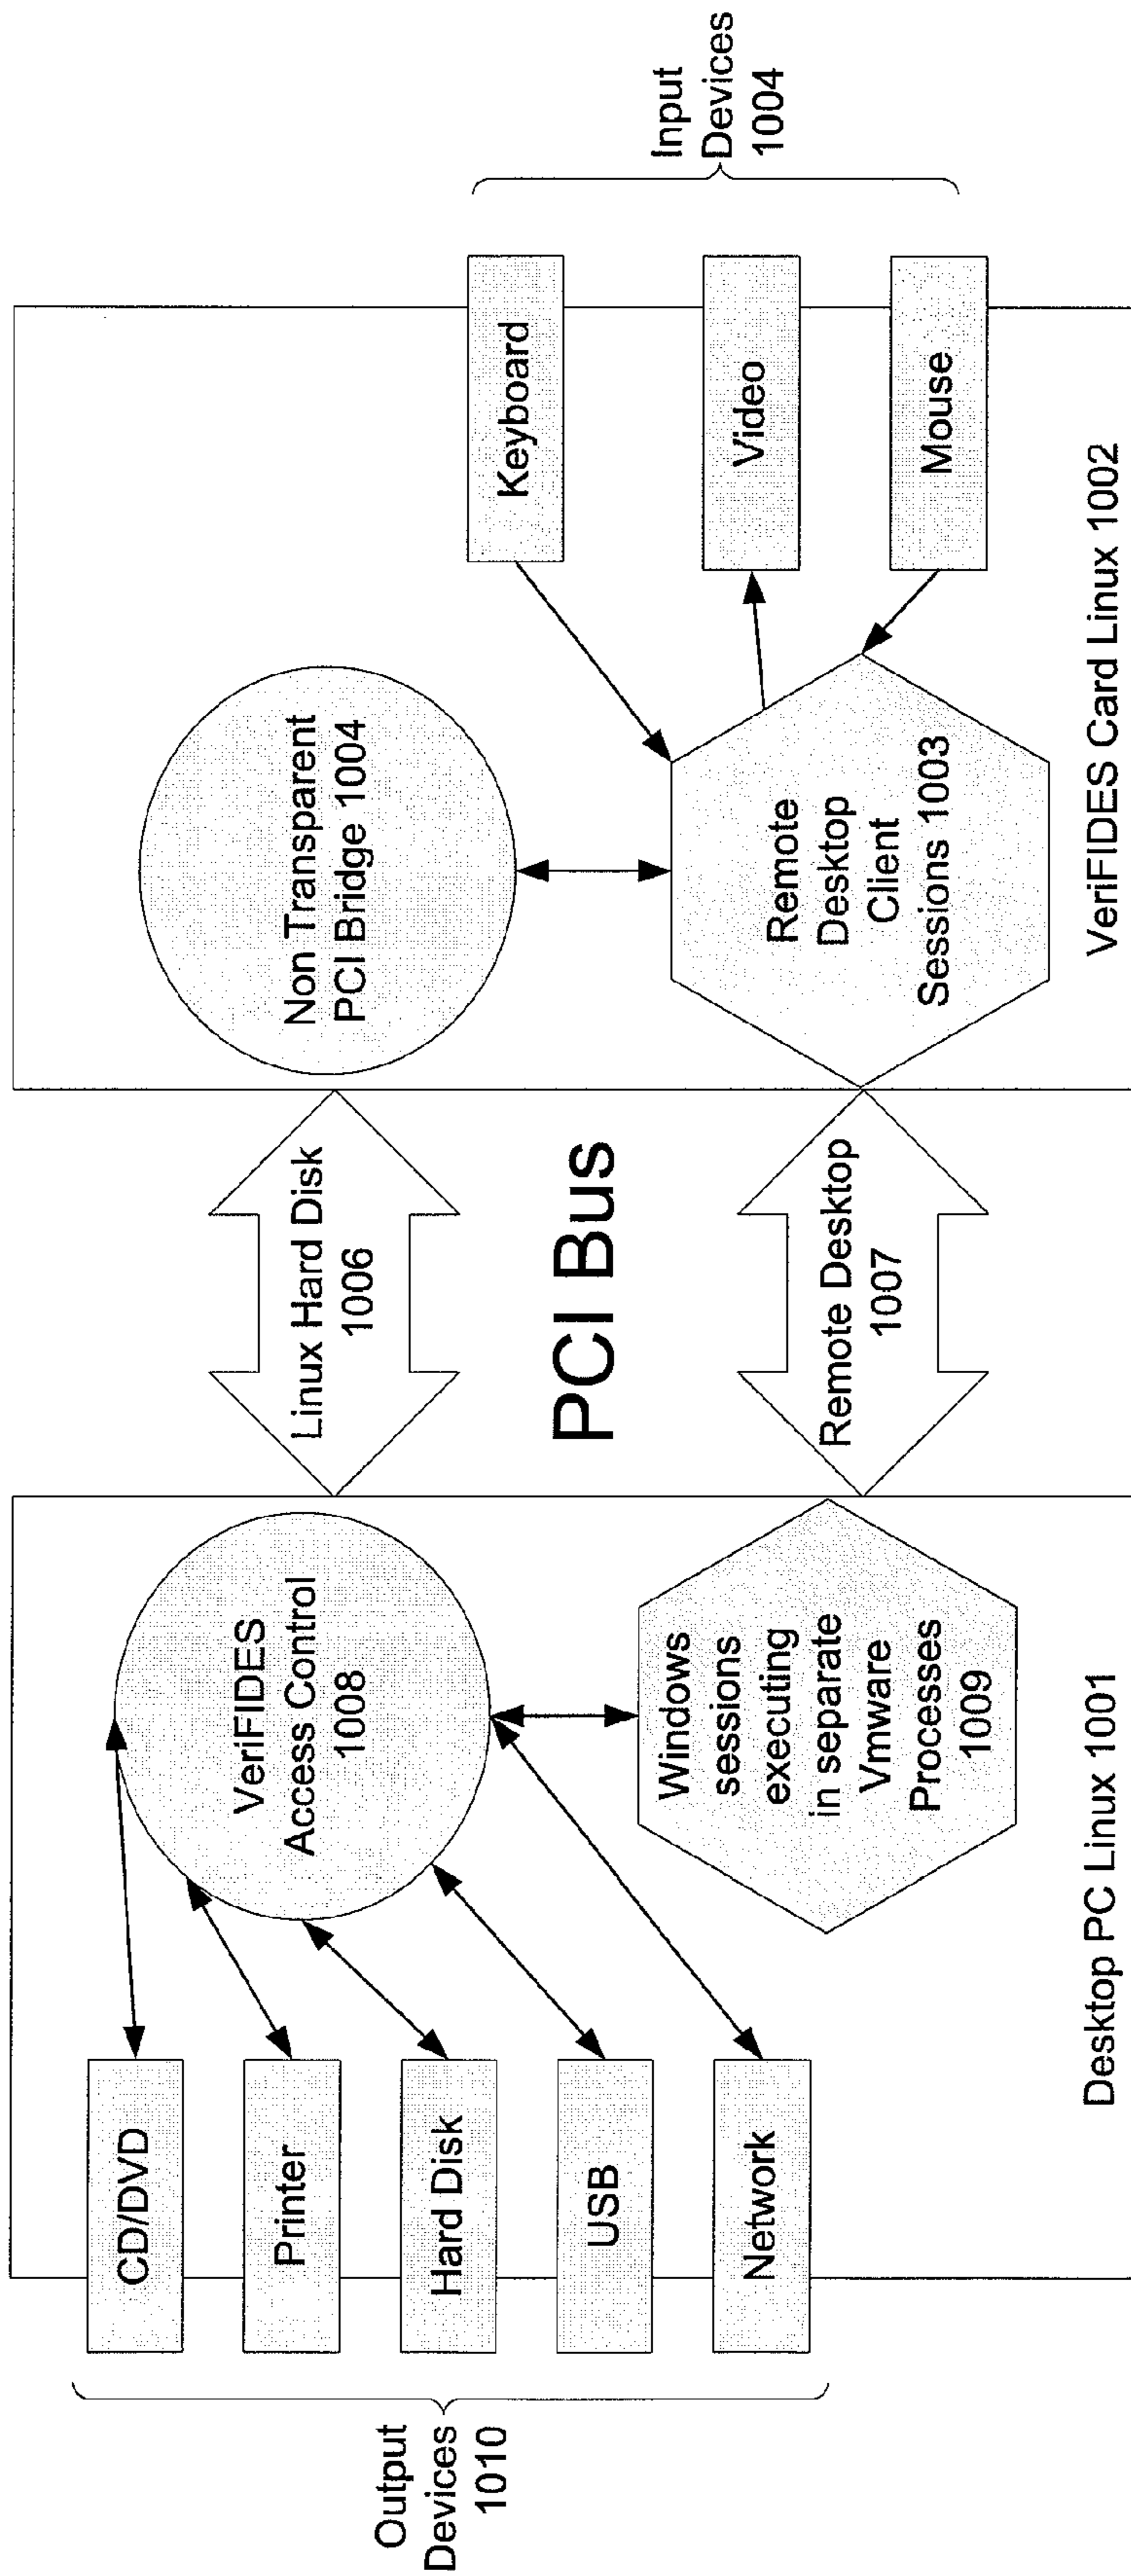 Output
Devices
1010
CD/DVD
Printer
Hard Disk
USB
Network
VeriFIDES
Access Control
1008
Windows
sessions
executing
in separate
Vmware
Processes
1009
Desktop PC Linux 1001
Linux Hard Disk
1006
PCI Bus
Remote Desktop
1007
Non Transparent
PCI Bridge 1004
Remote
Desktop
Client
Sessions 1003
Keyboard
Video
Mouse
VeriFIDES Card Linux 1002
Input
Devices
1004